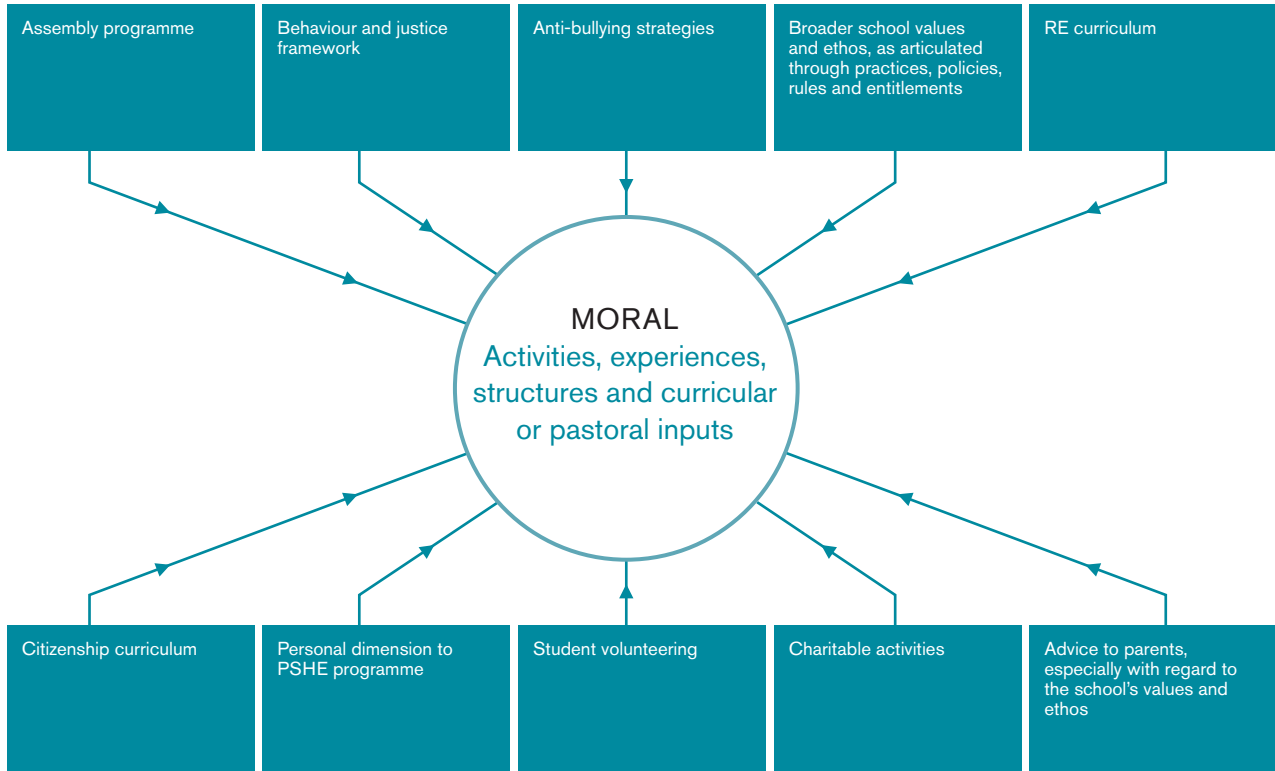 Assembly programme
Behaviour and justice
framework
Anti-bullying strategies
Broader school values
and ethos, as articulated
through practices, policies,
rules and entitlements
RE curriculum
MORAL
Activities, experiences,
structures and curricular
or pastoral inputs
Citizenship curriculum
Personal dimension to
PSHE programme
Student volunteering
Charitable activities
Advice to parents,
especially with regard to
the school's values and
ethos